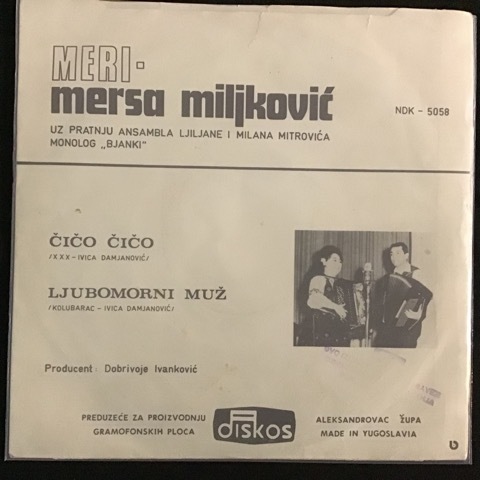 MERI-
mersa miljković
NDK - 5058
UZ PRATNJU ANSAMBLA LJILJANE I MILANA MITROVIĆA
MONOLOG „BJANKI"
ČIČO ČIČO
/XXX - IVICA DAMJANOVIĆ/
LJUBOMORNI MUŽ
/KOLUBARAC - IVICA DAMJANOVIĆ/
Producent: Dobrivoje Ivanković
PREDUZEĆE ZA PROIZVODNJU
GRAMOFONSKIH PLOCA
diskos
ALEKSANDROVAC ŽUPA
MADE IN YUGOSLAVIA